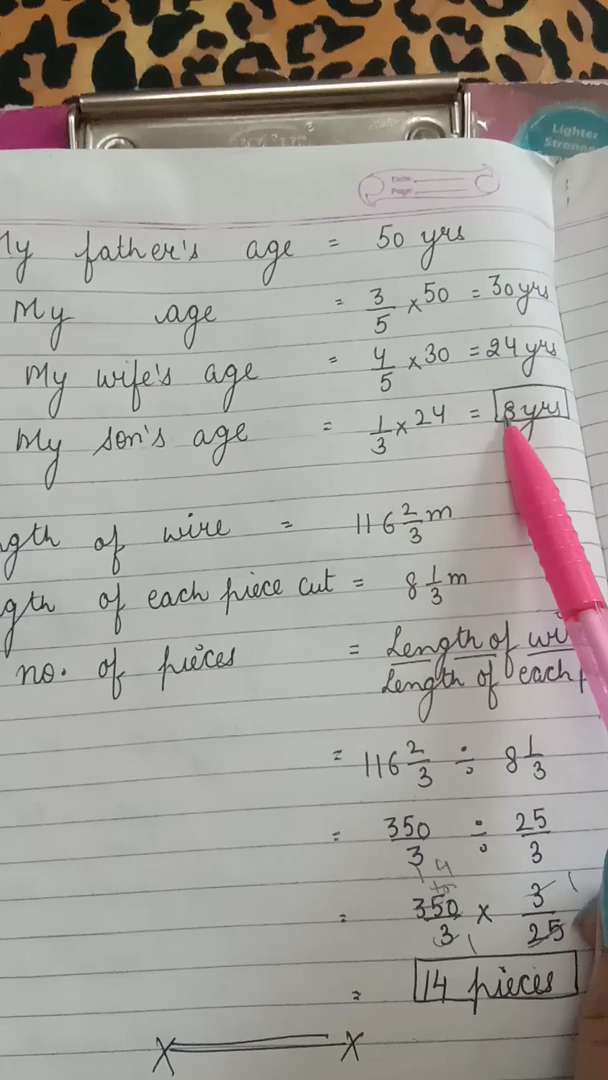 Lighter
Date
Page
My father's age = 50 yrs
My age = 3/5 × 50 = 30 yrs
My wife's age = 4/5 × 30 = 24 yrs
My son's age = 1/3 × 24 = 8 yrs
ngth of wire = 116 2/3 m
ngth of each piece cut = 8 1/3 m
no. of pieces = Length of wi
Length of each p
= 116 2/3 ÷ 8 1/3
= 350/3 ÷ 25/3
= 350/3 × 3/25
= 14 pieces